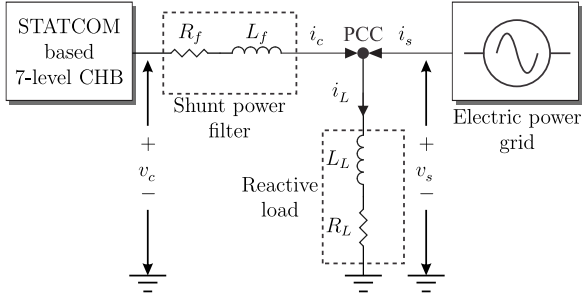 STATCOM
based
7-level CHB
R_f
L_f
i_c
PCC
i_s
Shunt power
filter
i_L
Electric power
grid
+
v_c
−
+
v_s
−
L_L
R_L
Reactive
load